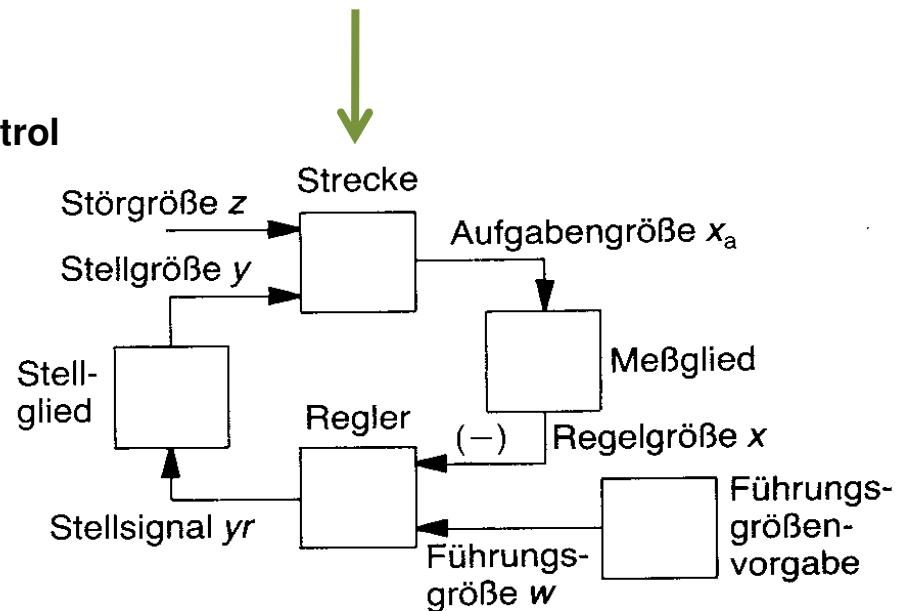 trol
Strecke
Störgröße z
Aufgabengröße xa
Stellgröße y
Stell-
glied
Meßglied
Regler
(−)
Regelgröße x
Stellsignal yr
Führungs-
größe w
Führungs-
größen-
vorgabe